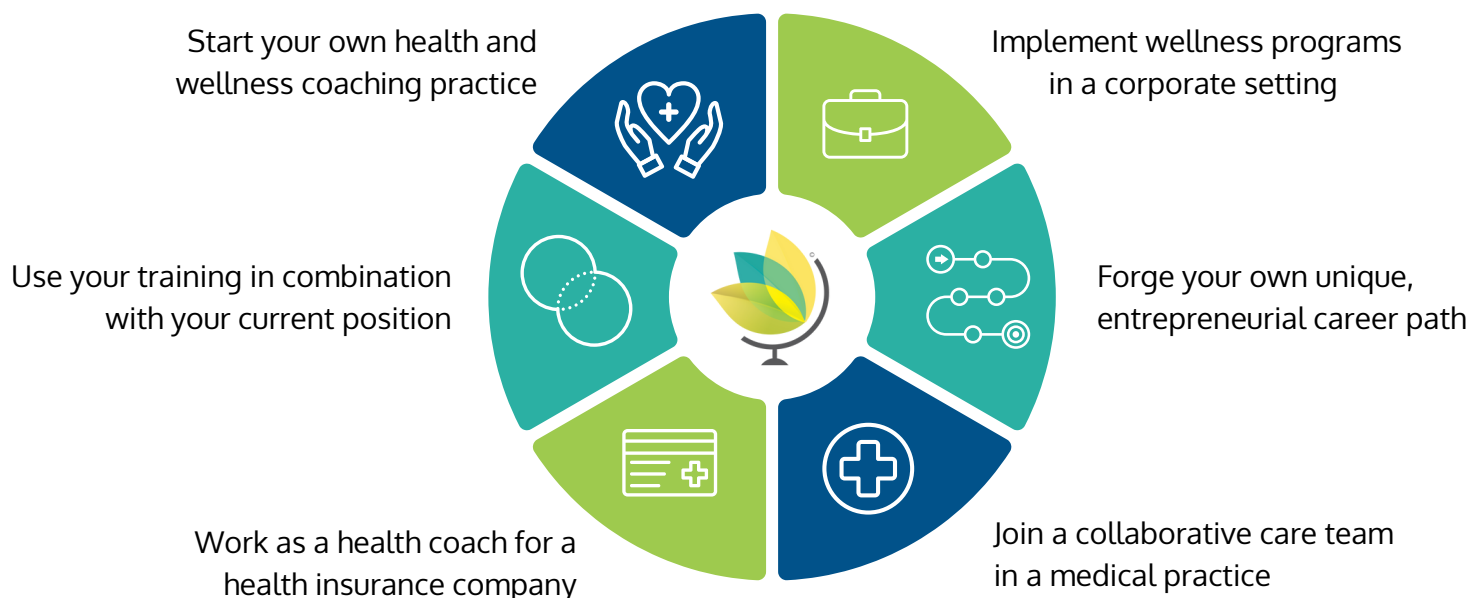 Start your own health and
wellness coaching practice
Implement wellness programs
in a corporate setting
Use your training in combination
with your current position
Forge your own unique,
entrepreneurial career path
Work as a health coach for a
health insurance company
Join a collaborative care team
in a medical practice